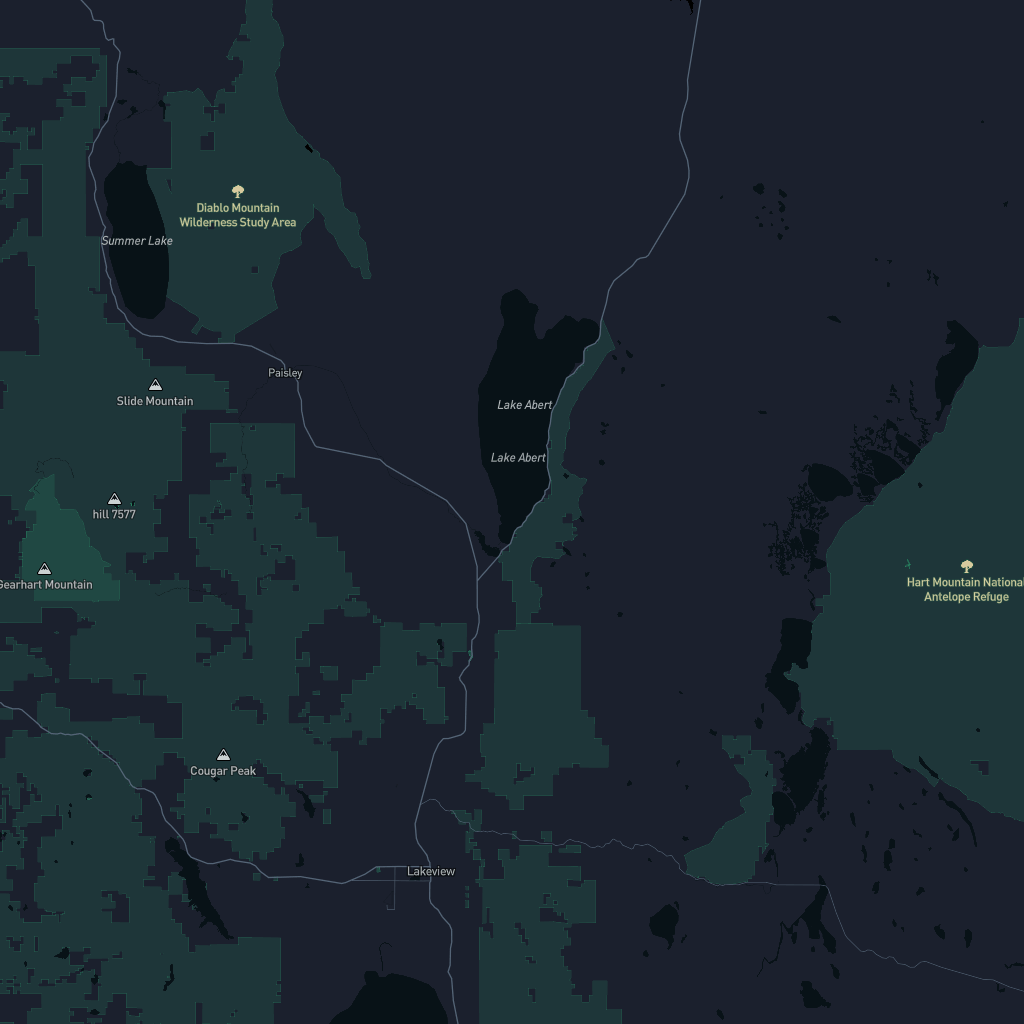 Diablo Mountain
Wilderness Study Area
Summer Lake
Paisley
Slide Mountain
Lake Abert
Lake Abert
hill 7577
Gearhart Mountain
Hart Mountain National
Antelope Refuge
Cougar Peak
Lakeview